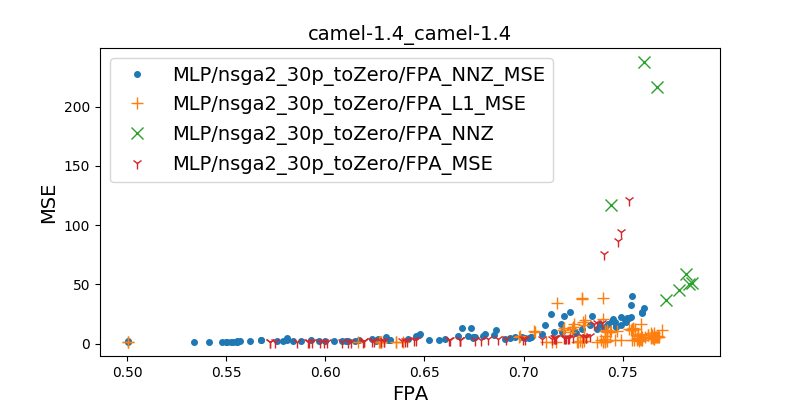 camel-1.4_camel-1.4
MLP/nsga2_30p_toZero/FPA_NNZ_MSE
MLP/nsga2_30p_toZero/FPA_L1_MSE
MLP/nsga2_30p_toZero/FPA_NNZ
MLP/nsga2_30p_toZero/FPA_MSE
MSE
200
150
100
50
0
0.50 0.55 0.60 0.65 0.70 0.75
FPA